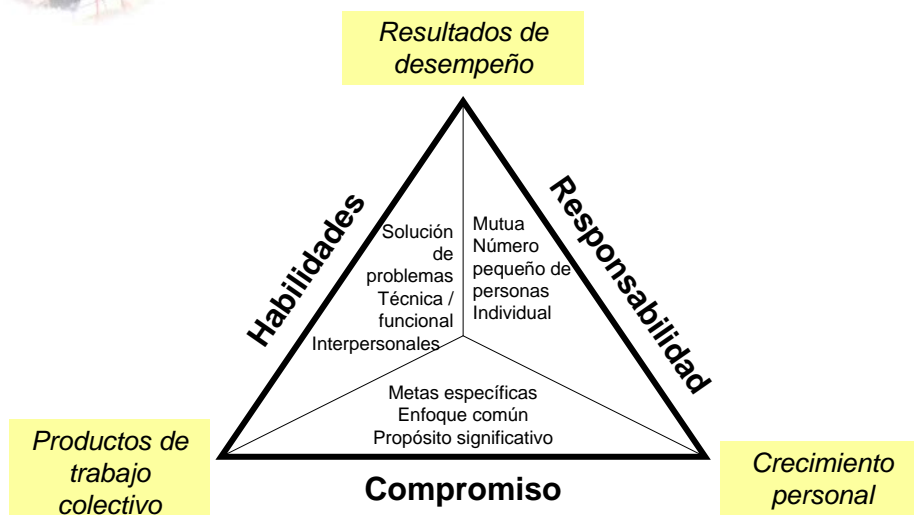 Resultados de
desempeño
Habilidades
Responsabilidad
Solución
de
problemas
Técnica /
funcional
Interpersonales
Mutua
Número
pequeño de
personas
Individual
Metas específicas
Enfoque común
Propósito significativo
Productos de
trabajo
colectivo
Compromiso
Crecimiento
personal